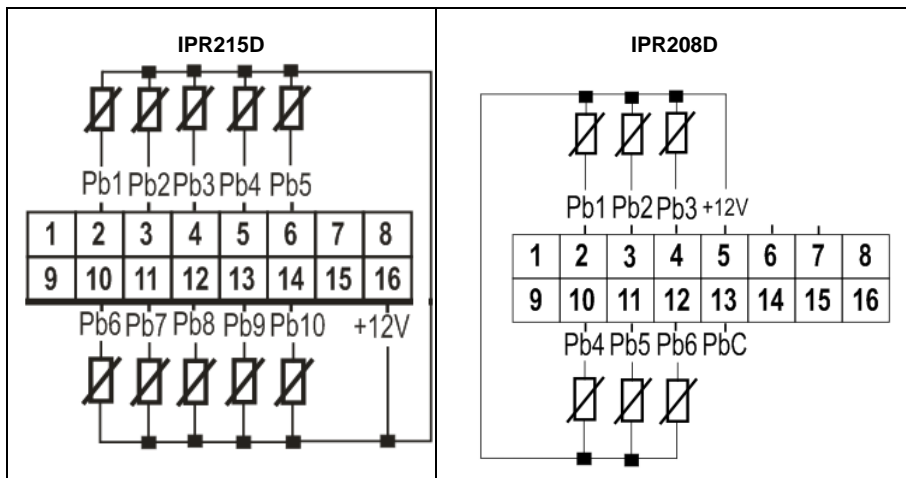 IPR215D
Pb1 Pb2 Pb3 Pb4 Pb5
1 2 3 4 5 6 7 8
9 10 11 12 13 14 15 16
Pb6 Pb7 Pb8 Pb9 Pb10 +12V
IPR208D
Pb1 Pb2 Pb3 +12V
1 2 3 4 5 6 7 8
9 10 11 12 13 14 15 16
Pb4 Pb5 Pb6 PbC